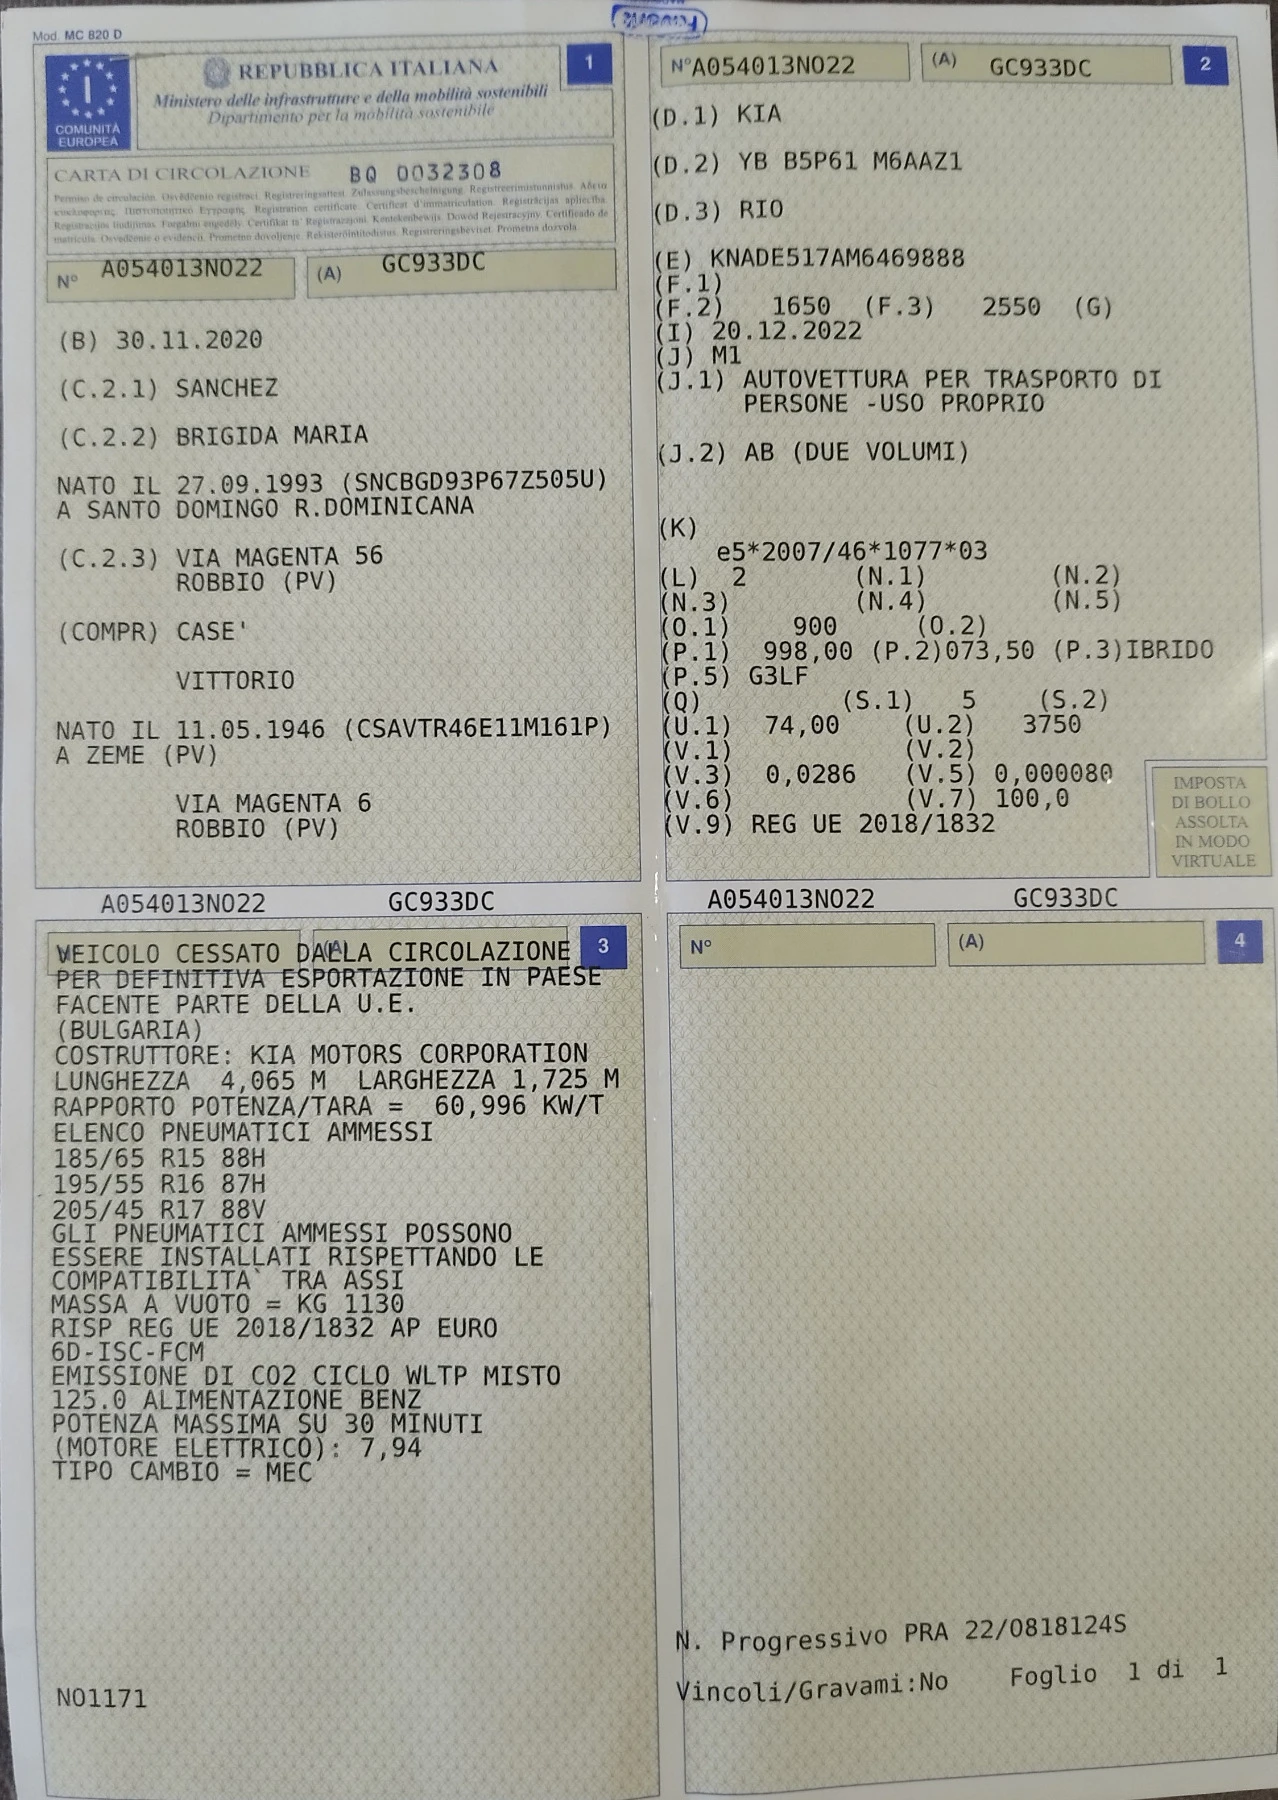 Mod. MC 820 D
I
COMUNITÀ
EUROPEA
REPUBBLICA ITALIANA
Ministero delle infrastrutture e della mobilità sostenibili
Dipartimento per la mobilità sostenibile
1
CARTA DI CIRCOLAZIONE BQ 0032308
N° A054013NO22 (A) GC933DC
(B) 30.11.2020
(C.2.1) SANCHEZ
(C.2.2) BRIGIDA MARIA
NATO IL 27.09.1993 (SNCBGD93P67Z505U)
A SANTO DOMINGO R.DOMINICANA
(C.2.3) VIA MAGENTA 56
ROBBIO (PV)
(COMPR) CASE'
VITTORIO
NATO IL 11.05.1946 (CSAVTR46E11M161P)
A ZEME (PV)
VIA MAGENTA 6
ROBBIO (PV)
N°A054013NO22 (A) GC933DC 2
(D.1) KIA
(D.2) YB B5P61 M6AAZ1
(D.3) RIO
(E) KNADE517AM6469888
(F.1)
(F.2) 1650 (F.3) 2550 (G)
(I) 20.12.2022
(J) M1
(J.1) AUTOVETTURA PER TRASPORTO DI
PERSONE -USO PROPRIO
(J.2) AB (DUE VOLUMI)
(K)
e5*2007/46*1077*03
(L) 2 (N.1) (N.2)
(N.3) (N.4) (N.5)
(O.1) 900 (O.2)
(P.1) 998,00 (P.2)073,50 (P.3)IBRIDO
(P.5) G3LF
(Q) (S.1) 5 (S.2)
(U.1) 74,00 (U.2) 3750
(V.1) (V.2)
(V.3) 0,0286 (V.5) 0,000080
(V.6) (V.7) 100,0
(V.9) REG UE 2018/1832
IMPOSTA
DI BOLLO
ASSOLTA
IN MODO
VIRTUALE
A054013NO22 GC933DC
N° (A) 3
VEICOLO CESSATO DALLA CIRCOLAZIONE
PER DEFINITIVA ESPORTAZIONE IN PAESE
FACENTE PARTE DELLA U.E.
(BULGARIA)
COSTRUTTORE: KIA MOTORS CORPORATION
LUNGHEZZA 4,065 M LARGHEZZA 1,725 M
RAPPORTO POTENZA/TARA = 60,996 KW/T
ELENCO PNEUMATICI AMMESSI
185/65 R15 88H
195/55 R16 87H
205/45 R17 88V
GLI PNEUMATICI AMMESSI POSSONO
ESSERE INSTALLATI RISPETTANDO LE
COMPATIBILITA` TRA ASSI
MASSA A VUOTO = KG 1130
RISP REG UE 2018/1832 AP EURO
6D-ISC-FCM
EMISSIONE DI CO2 CICLO WLTP MISTO
125.0 ALIMENTAZIONE BENZ
POTENZA MASSIMA SU 30 MINUTI
(MOTORE ELETTRICO): 7,94
TIPO CAMBIO = MEC
NO1171
A054013NO22 GC933DC
N° (A) 4
N. Progressivo PRA 22/0818124S
Vincoli/Gravami:No Foglio 1 di 1